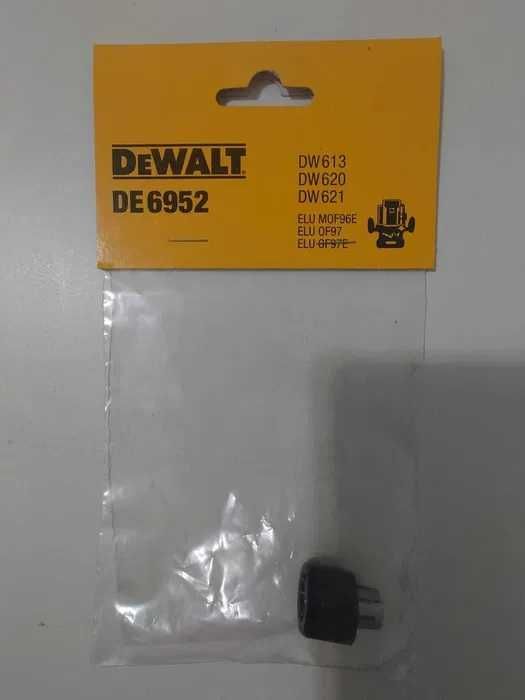 DEWALT
DE6952
DW613
DW620
DW621
ELU MOF96E
ELU OF97
ELU OF97E